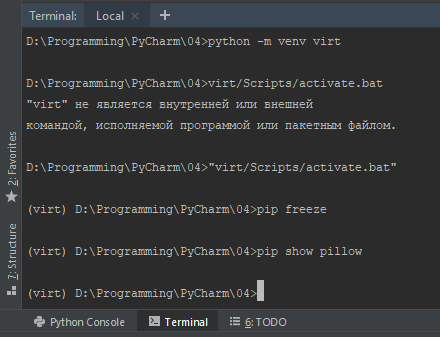 Terminal: Local × +
D:\Programming\PyCharm\04>python -m venv virt
D:\Programming\PyCharm\04>virt/Scripts/activate.bat
"virt" не является внутренней или внешней
командой, исполняемой программой или пакетным файлом.
D:\Programming\PyCharm\04>"virt/Scripts/activate.bat"
(virt) D:\Programming\PyCharm\04>pip freeze
(virt) D:\Programming\PyCharm\04>pip show pillow
(virt) D:\Programming\PyCharm\04>
2: Favorites
7: Structure
Python Console Terminal 6: TODO